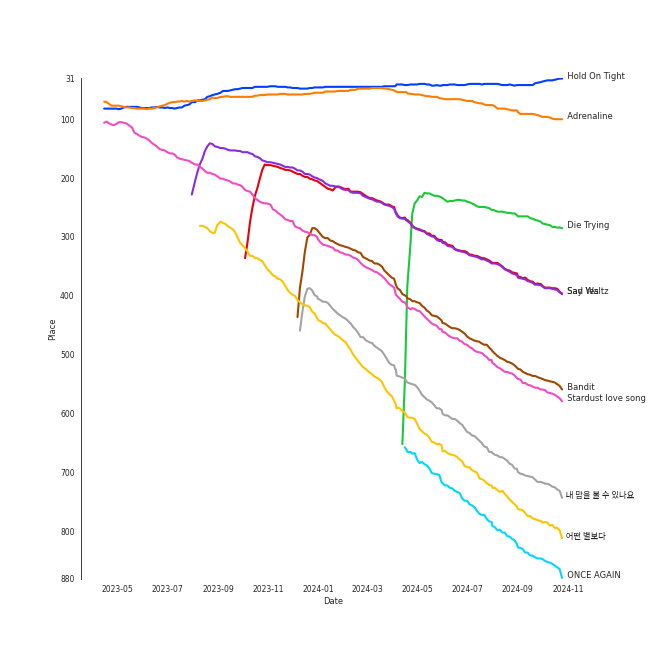 31
100
200
300
400
500
600
700
800
880
Place
2023-05
2023-07
2023-09
2023-11
2024-01
2024-03
2024-05
2024-07
2024-09
2024-11
Date
Hold On Tight
Adrenaline
Die Trying
Sad Waltz
Bandit
Stardust love song
내 맘을 볼 수 있나요
어떤 별보다
ONCE AGAIN